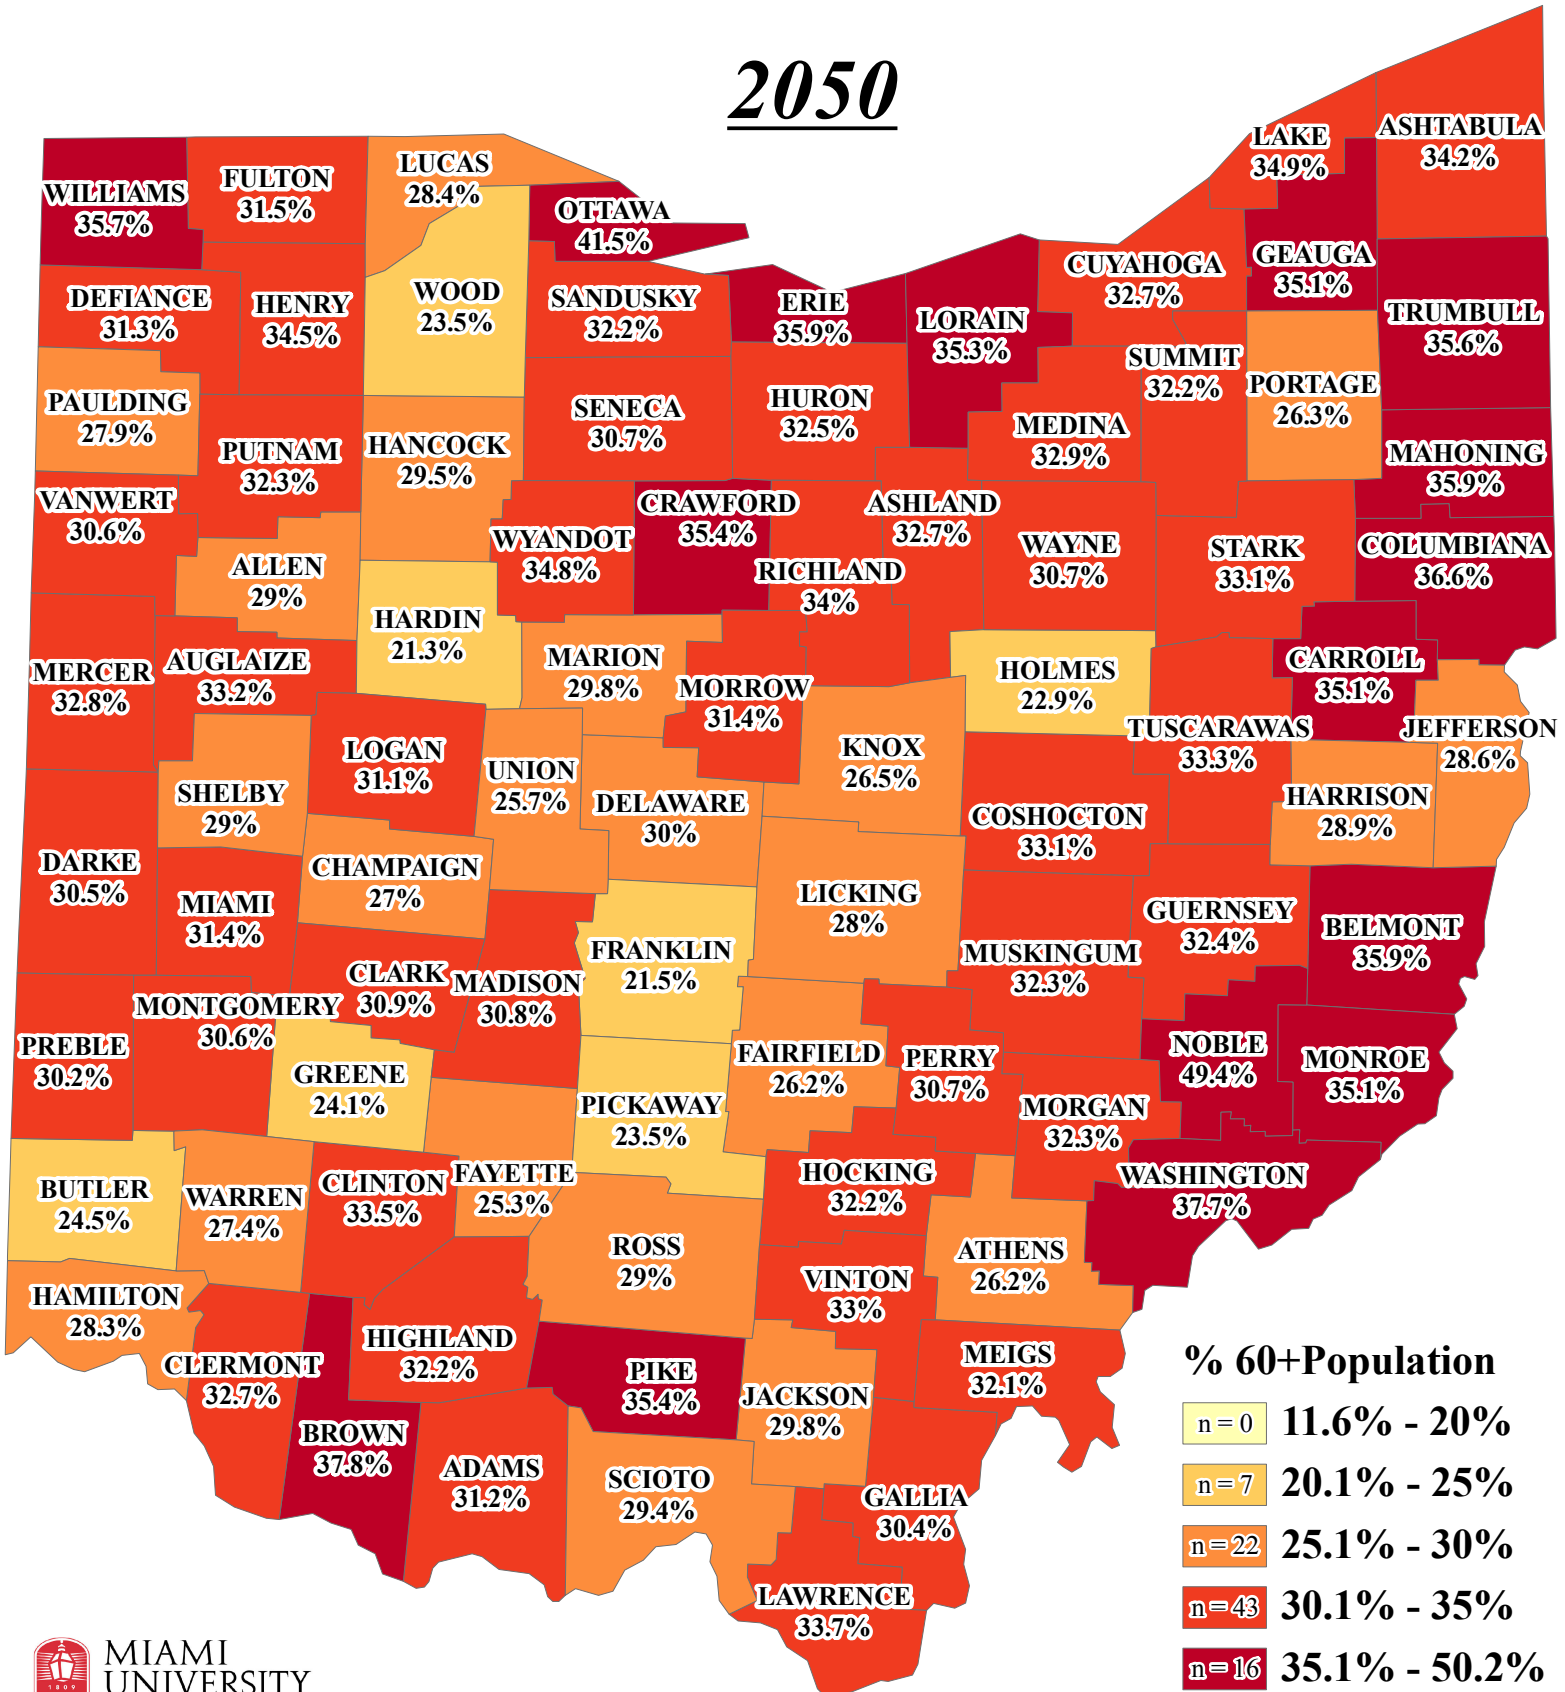 2050
LAKE
34.9%
ASHTABULA
34.2%
WILLIAMS
35.7%
FULTON
31.5%
LUCAS
28.4%
OTTAWA
41.5%
GEAUGA
35.1%
CUYAHOGA
32.7%
DEFIANCE
31.3%
HENRY
34.5%
WOOD
23.5%
SANDUSKY
32.2%
ERIE
35.9%
LORAIN
35.3%
TRUMBULL
35.6%
SUMMIT
32.2%
PORTAGE
26.3%
PAULDING
27.9%
SENECA
30.7%
HURON
32.5%
MEDINA
32.9%
PUTNAM
32.3%
HANCOCK
29.5%
MAHONING
35.9%
VANWERT
30.6%
CRAWFORD
35.4%
ASHLAND
32.7%
WYANDOT
34.8%
WAYNE
30.7%
STARK
33.1%
COLUMBIANA
36.6%
ALLEN
29%
RICHLAND
34%
HARDIN
21.3%
MERCER
32.8%
AUGLAIZE
33.2%
MARION
29.8%
MORROW
31.4%
HOLMES
22.9%
CARROLL
35.1%
TUSCARAWAS
33.3%
JEFFERSON
28.6%
LOGAN
31.1%
UNION
25.7%
KNOX
26.5%
SHELBY
29%
DELAWARE
30%
COSHOCTON
33.1%
HARRISON
28.9%
DARKE
30.5%
CHAMPAIGN
27%
MIAMI
31.4%
LICKING
28%
GUERNSEY
32.4%
BELMONT
35.9%
FRANKLIN
21.5%
MUSKINGUM
32.3%
CLARK
30.9%
MADISON
30.8%
MONTGOMERY
30.6%
PREBLE
30.2%
GREENE
24.1%
FAIRFIELD
26.2%
PERRY
30.7%
NOBLE
49.4%
MONROE
35.1%
PICKAWAY
23.5%
MORGAN
32.3%
BUTLER
24.5%
WARREN
27.4%
CLINTON
33.5%
FAYETTE
25.3%
HOCKING
32.2%
WASHINGTON
37.7%
ROSS
29%
ATHENS
26.2%
VINTON
33%
HAMILTON
28.3%
HIGHLAND
32.2%
CLERMONT
32.7%
PIKE
35.4%
JACKSON
29.8%
MEIGS
32.1%
BROWN
37.8%
ADAMS
31.2%
SCIOTO
29.4%
GALLIA
30.4%
LAWRENCE
33.7%
% 60+Population
n = 0 11.6% - 20%
n = 7 20.1% - 25%
n = 22 25.1% - 30%
n = 43 30.1% - 35%
n = 16 35.1% - 50.2%
1809
MIAMI
UNIVERSITY